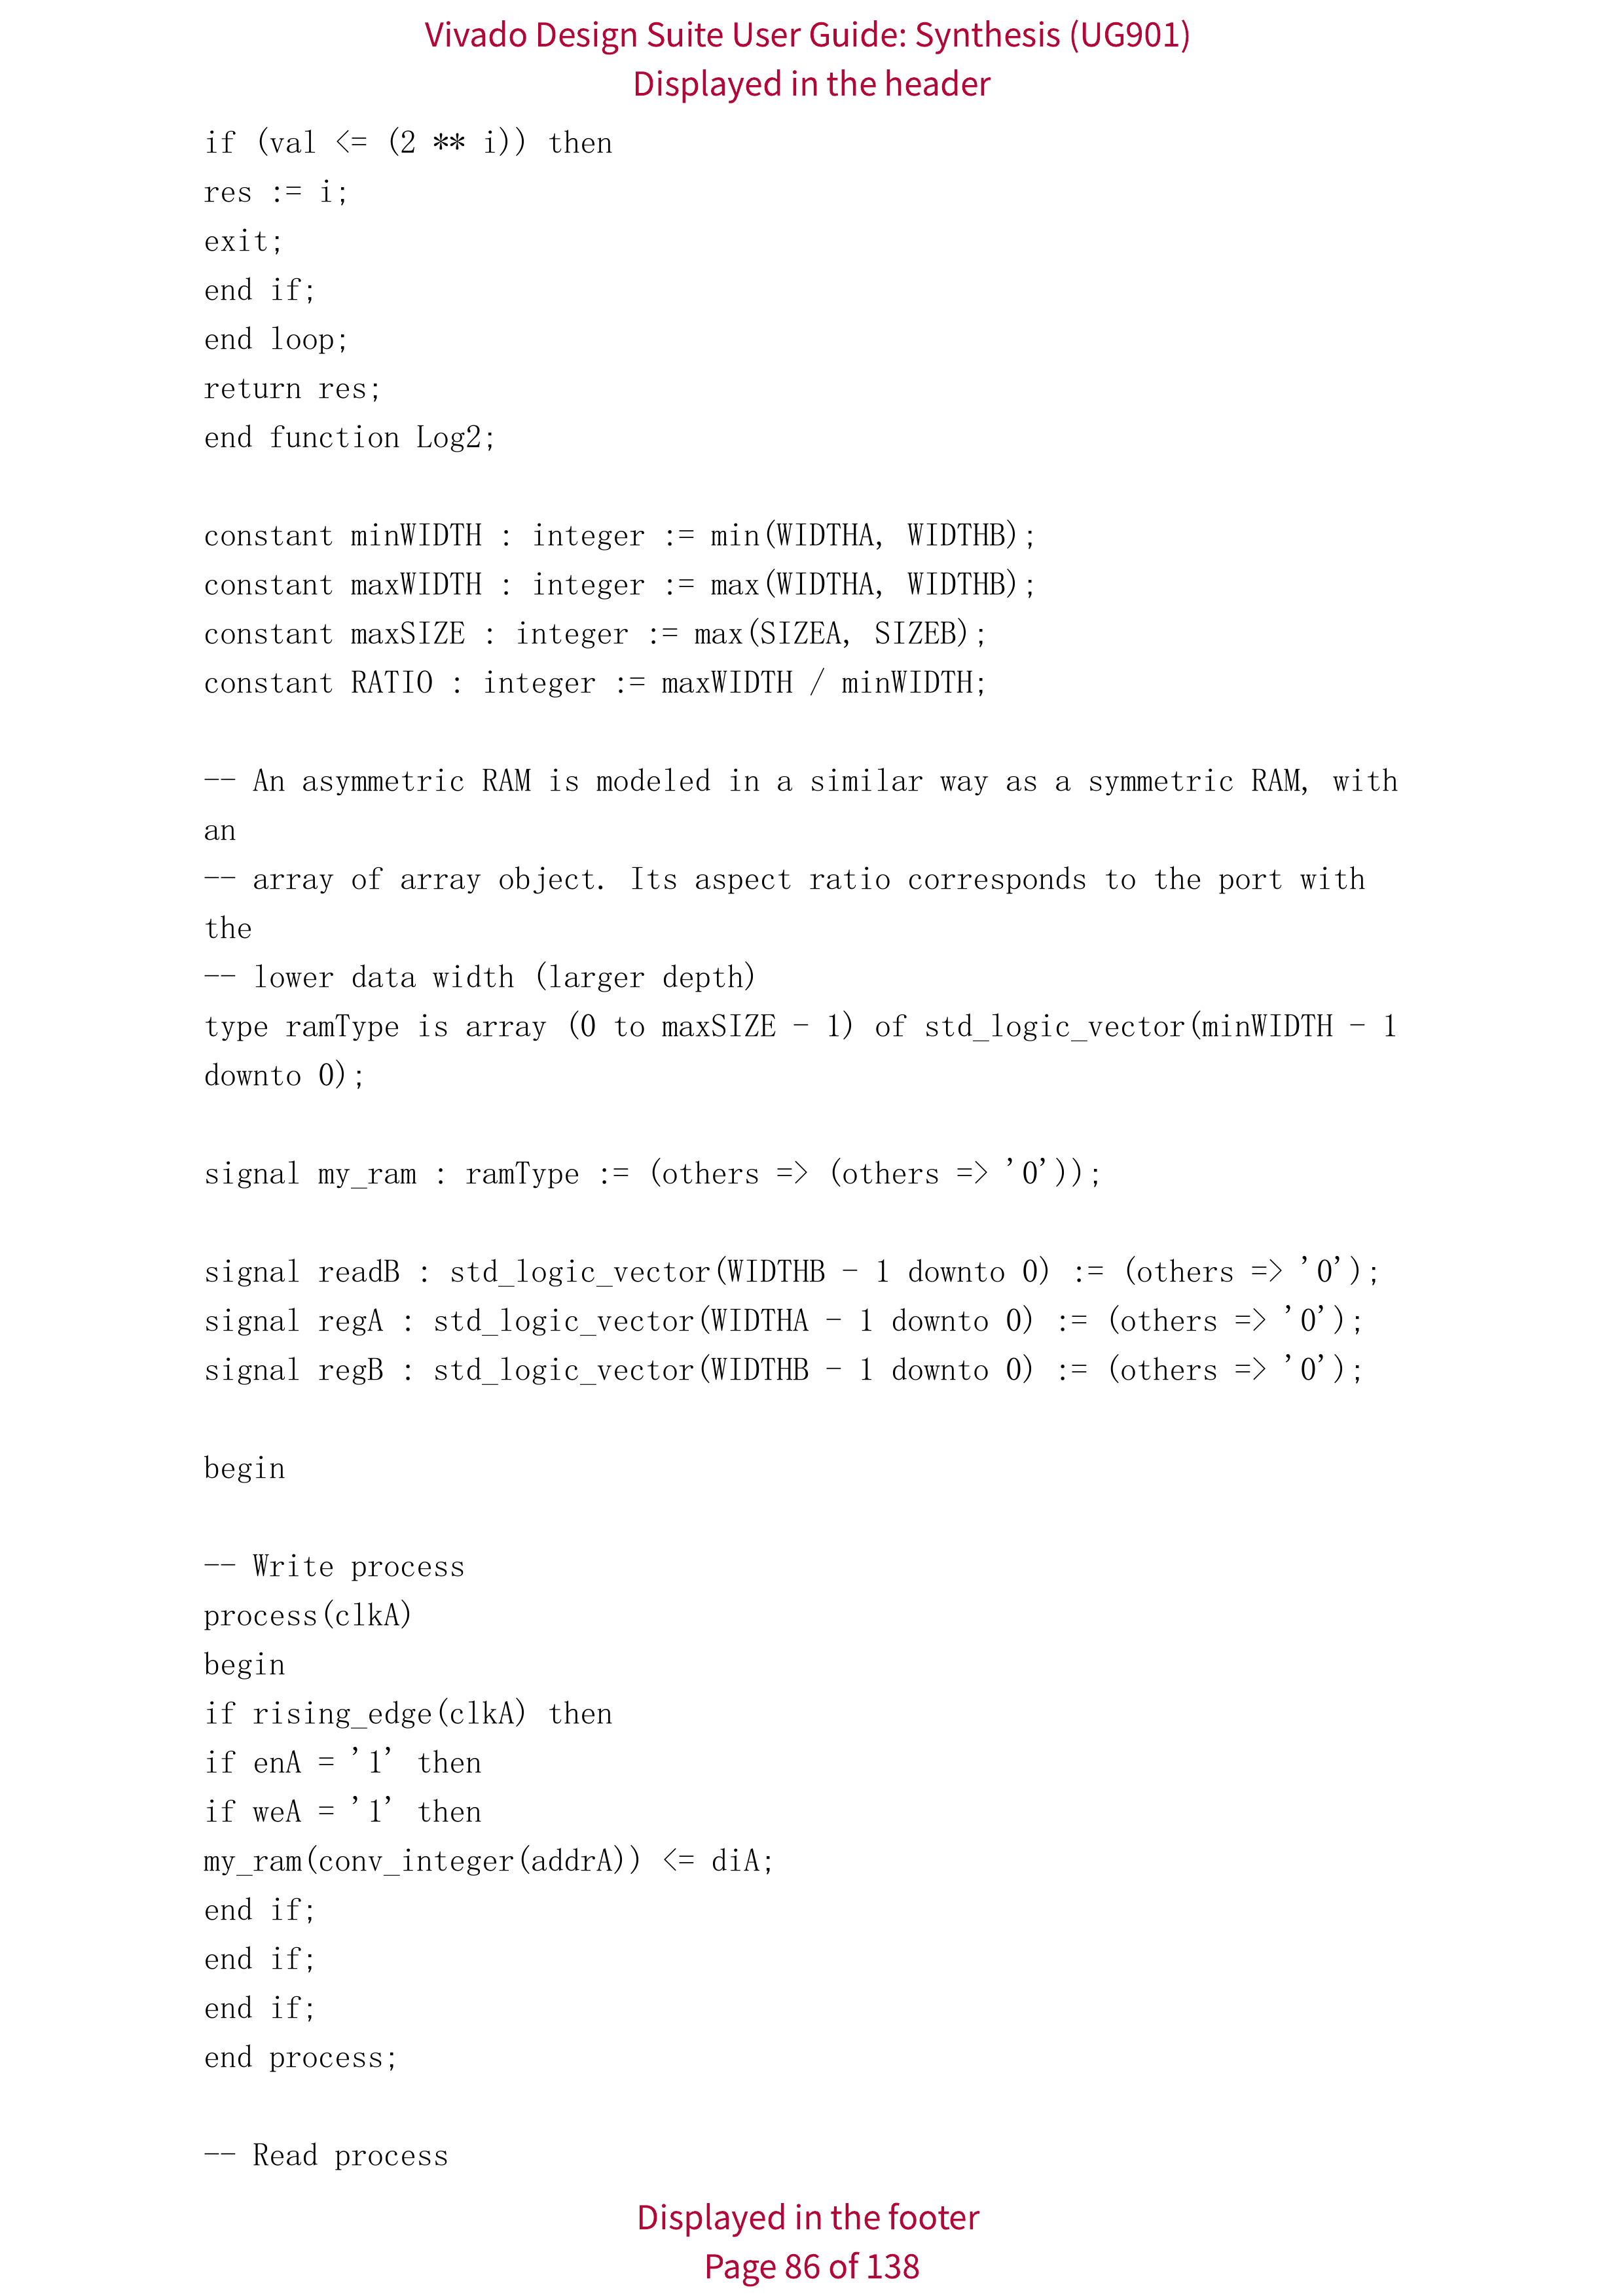 Vivado Design Suite User Guide: Synthesis (UG901)
Displayed in the header
if (val <= (2 ** i)) then
res := i;
exit;
end if;
end loop;
return res;
end function Log2;
constant minWIDTH : integer := min(WIDTHA, WIDTHB);
constant maxWIDTH : integer := max(WIDTHA, WIDTHB);
constant maxSIZE : integer := max(SIZEA, SIZEB);
constant RATIO : integer := maxWIDTH / minWIDTH;
-- An asymmetric RAM is modeled in a similar way as a symmetric RAM, with
an
-- array of array object. Its aspect ratio corresponds to the port with
the
-- lower data width (larger depth)
type ramType is array (0 to maxSIZE - 1) of std_logic_vector(minWIDTH - 1
downto 0);
signal my_ram : ramType := (others => (others => '0'));
signal readB : std_logic_vector(WIDTHB - 1 downto 0) := (others => '0');
signal regA : std_logic_vector(WIDTHA - 1 downto 0) := (others => '0');
signal regB : std_logic_vector(WIDTHB - 1 downto 0) := (others => '0');
begin
-- Write process
process(clkA)
begin
if rising_edge(clkA) then
if enA = '1' then
if weA = '1' then
my_ram(conv_integer(addrA)) <= diA;
end if;
end if;
end if;
end process;
-- Read process
Displayed in the footer
Page 86 of 138